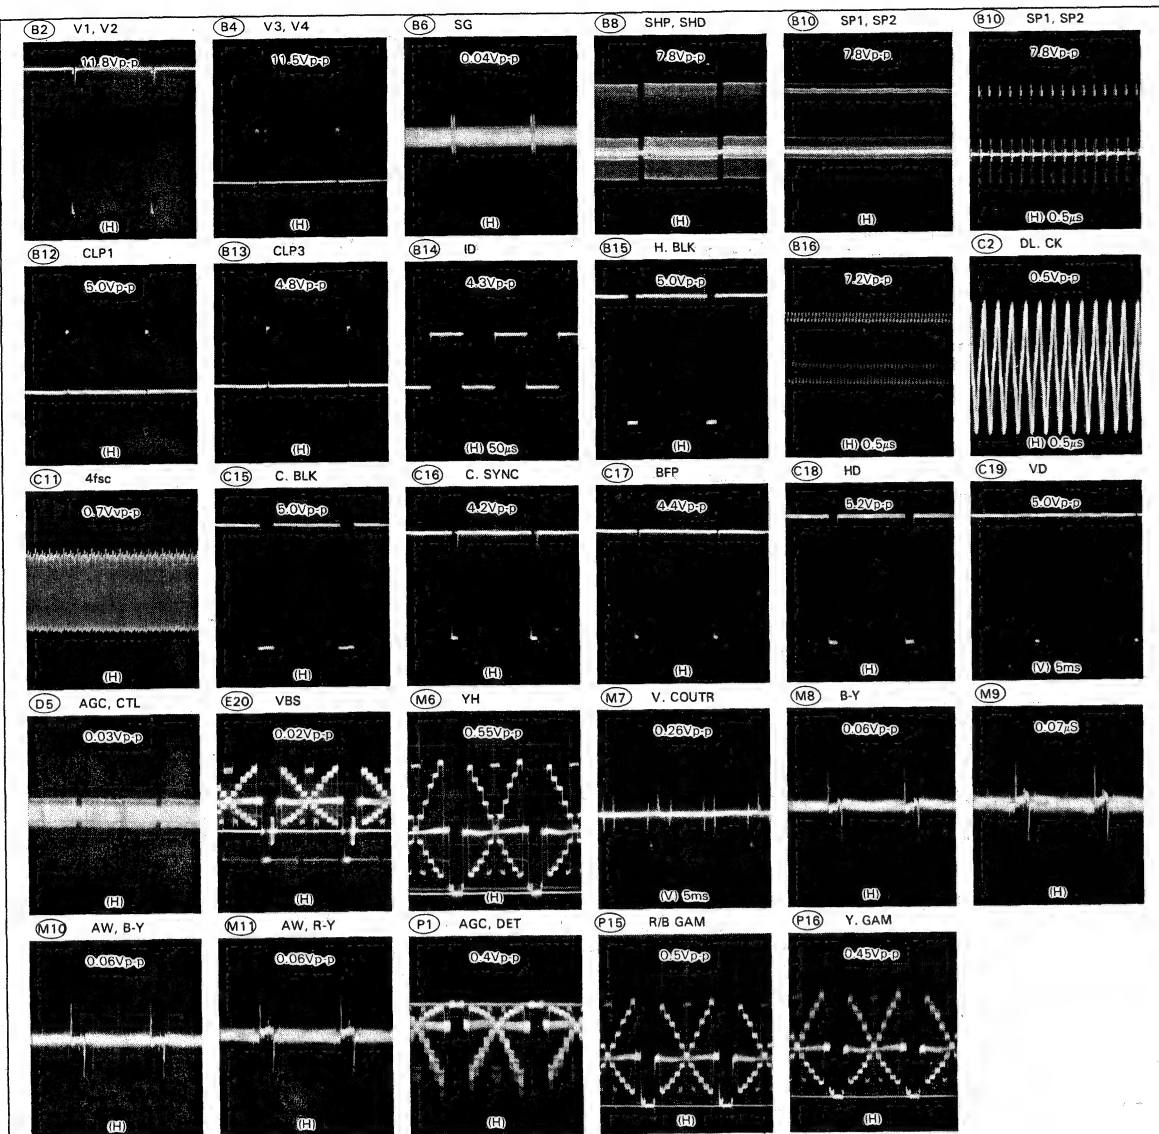 B2 V1, V2
11.8Vp-p
(H)
B4 V3, V4
11.5Vp-p
(H)
B6 SG
0.04Vp-p
(H)
B8 SHP, SHD
7.8Vp-p
(H)
B10 SP1, SP2
7.8Vp-p
(H)
B10 SP1, SP2
7.8Vp-p
(H) 0.5µs
B12 CLP1
5.0Vp-p
(H)
B13 CLP3
4.8Vp-p
(H)
B14 ID
4.3Vp-p
(H) 50µs
B15 H. BLK
5.0Vp-p
(H)
B16
7.2Vp-p
(H) 0.5µs
C2 DL. CK
0.5Vp-p
(H) 0.5µs
C11 4fsc
0.7Vvp-p
(H)
C15 C. BLK
5.0Vp-p
(H)
C16 C. SYNC
4.2Vp-p
(H)
C17 BFP
4.4Vp-p
(H)
C18 HD
5.2Vp-p
(H)
C19 VD
5.0Vp-p
(V) 5ms
D5 AGC, CTL
0.03Vp-p
(H)
E20 VBS
0.02Vp-p
(H)
M6 YH
0.55Vp-p
(H)
M7 V. COUTR
0.26Vp-p
(V) 5ms
M8 B-Y
0.06Vp-p
(H)
M9
0.07µS
(H)
M10 AW, B-Y
0.06Vp-p
(H)
M11 AW, R-Y
0.06Vp-p
(H)
P1 AGC, DET
0.4Vp-p
(H)
P15 R/B GAM
0.5Vp-p
(H)
P16 Y. GAM
0.45Vp-p
(H)